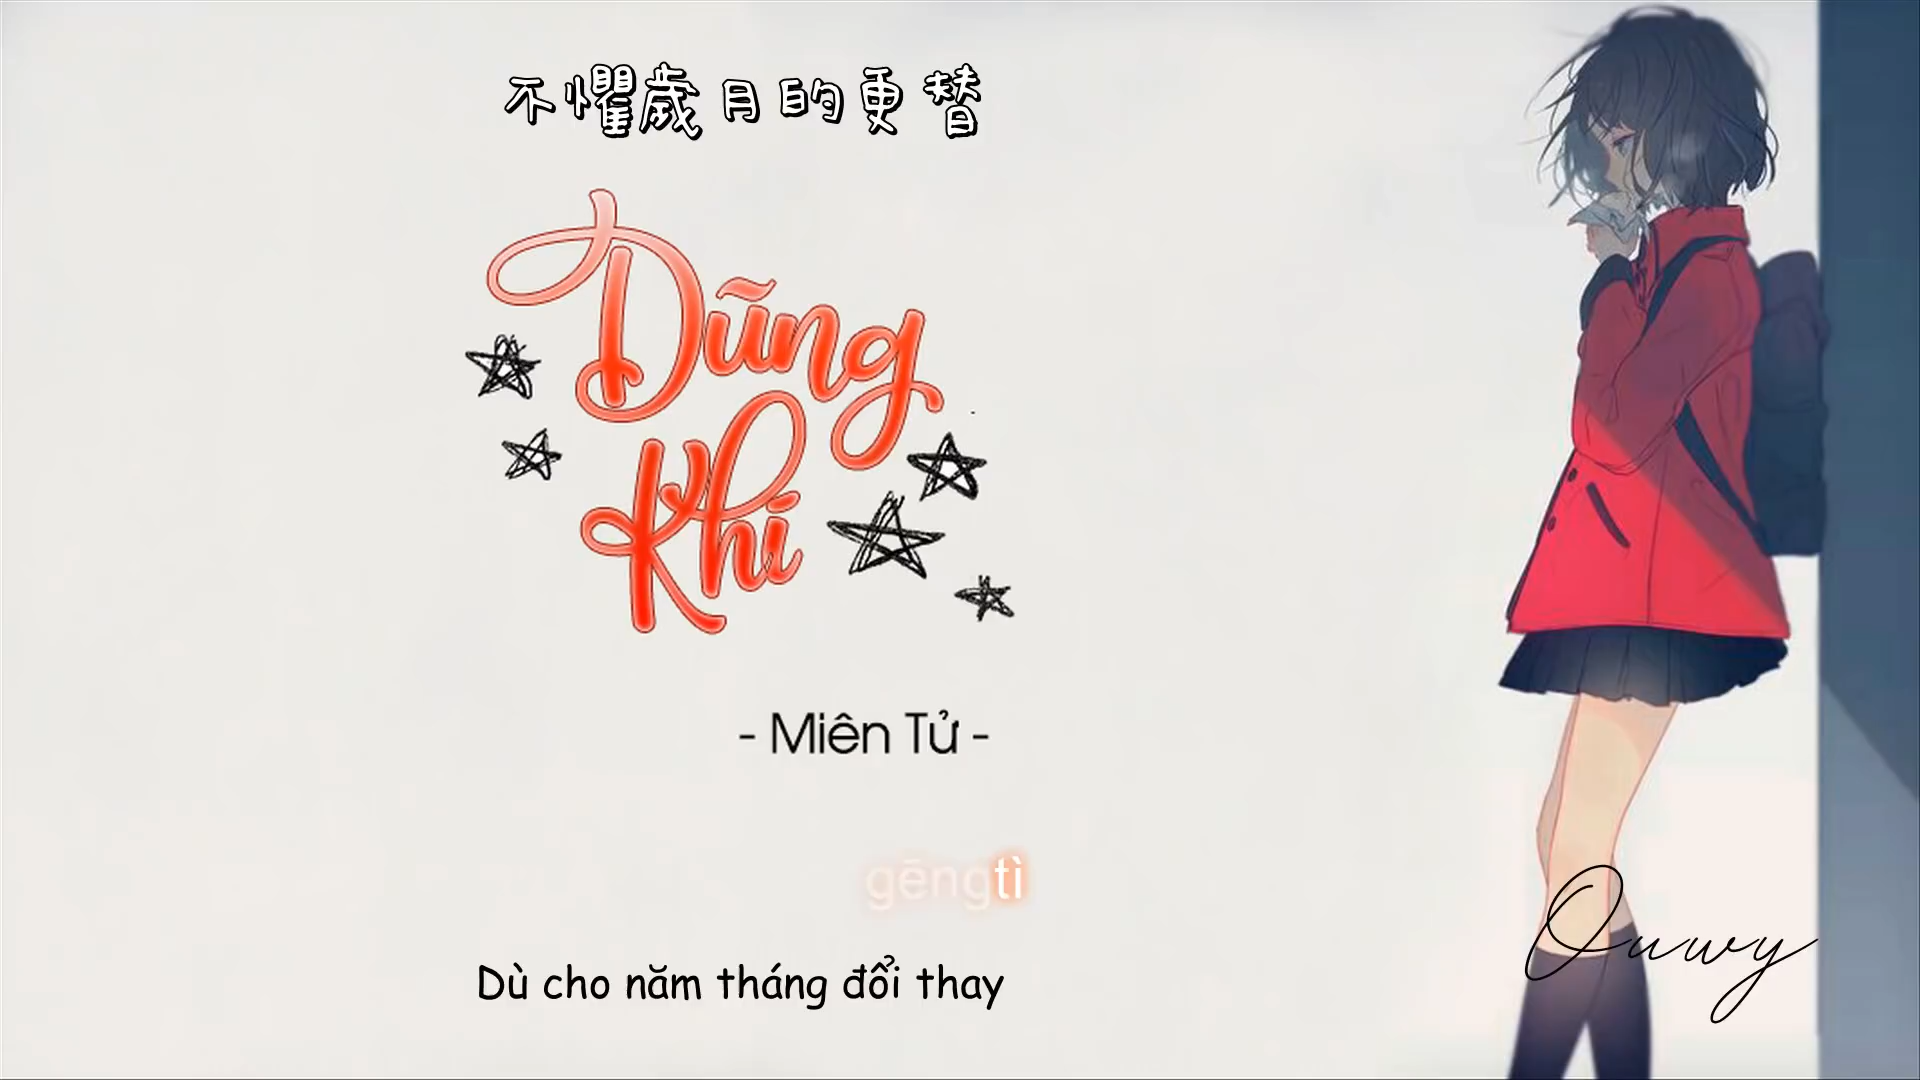 不懼歲月的更替
Dũng
Khí
- Miên Tử -
gēngtì
Dù cho năm tháng đổi thay
Ouwy